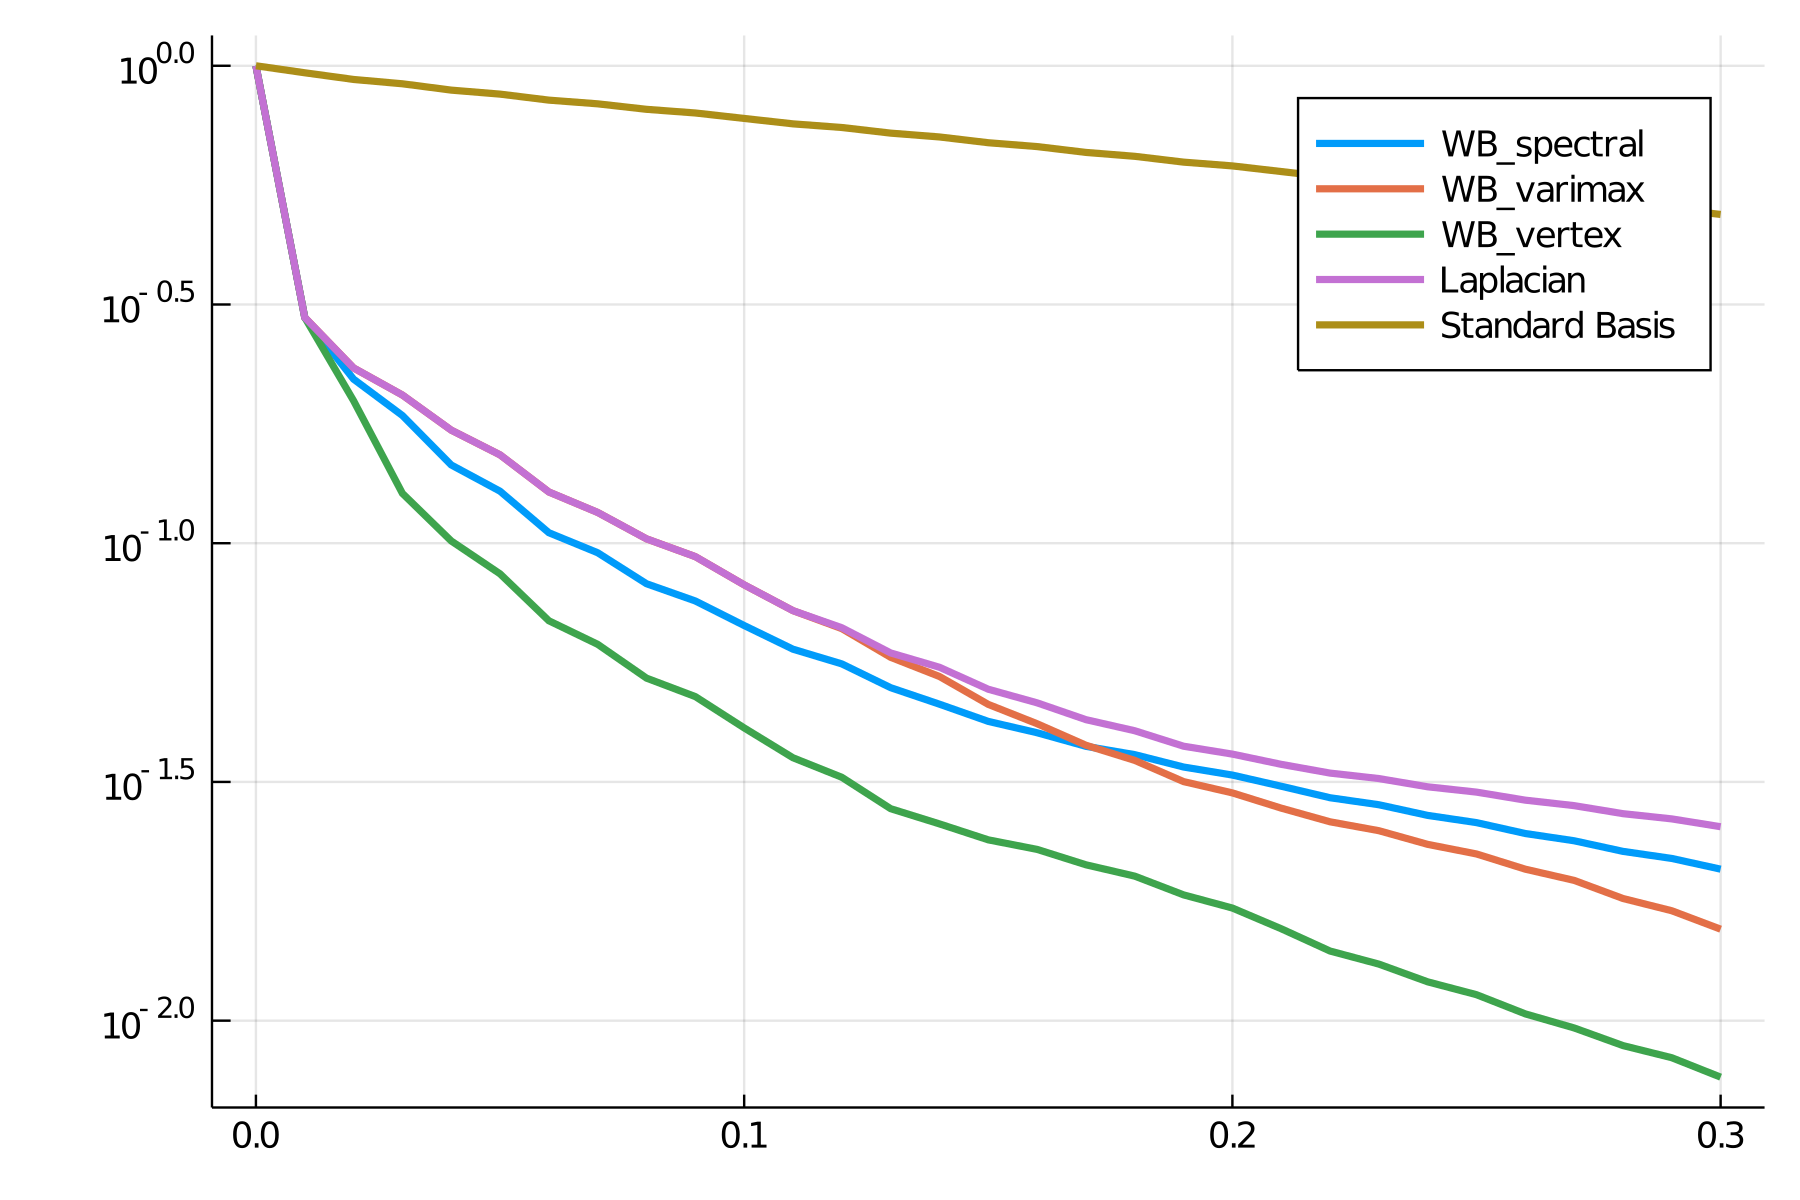 10^0.0
10^-0.5
10^-1.0
10^-1.5
10^-2.0
0.0 0.1 0.2 0.3
WB_spectral
WB_varimax
WB_vertex
Laplacian
Standard Basis